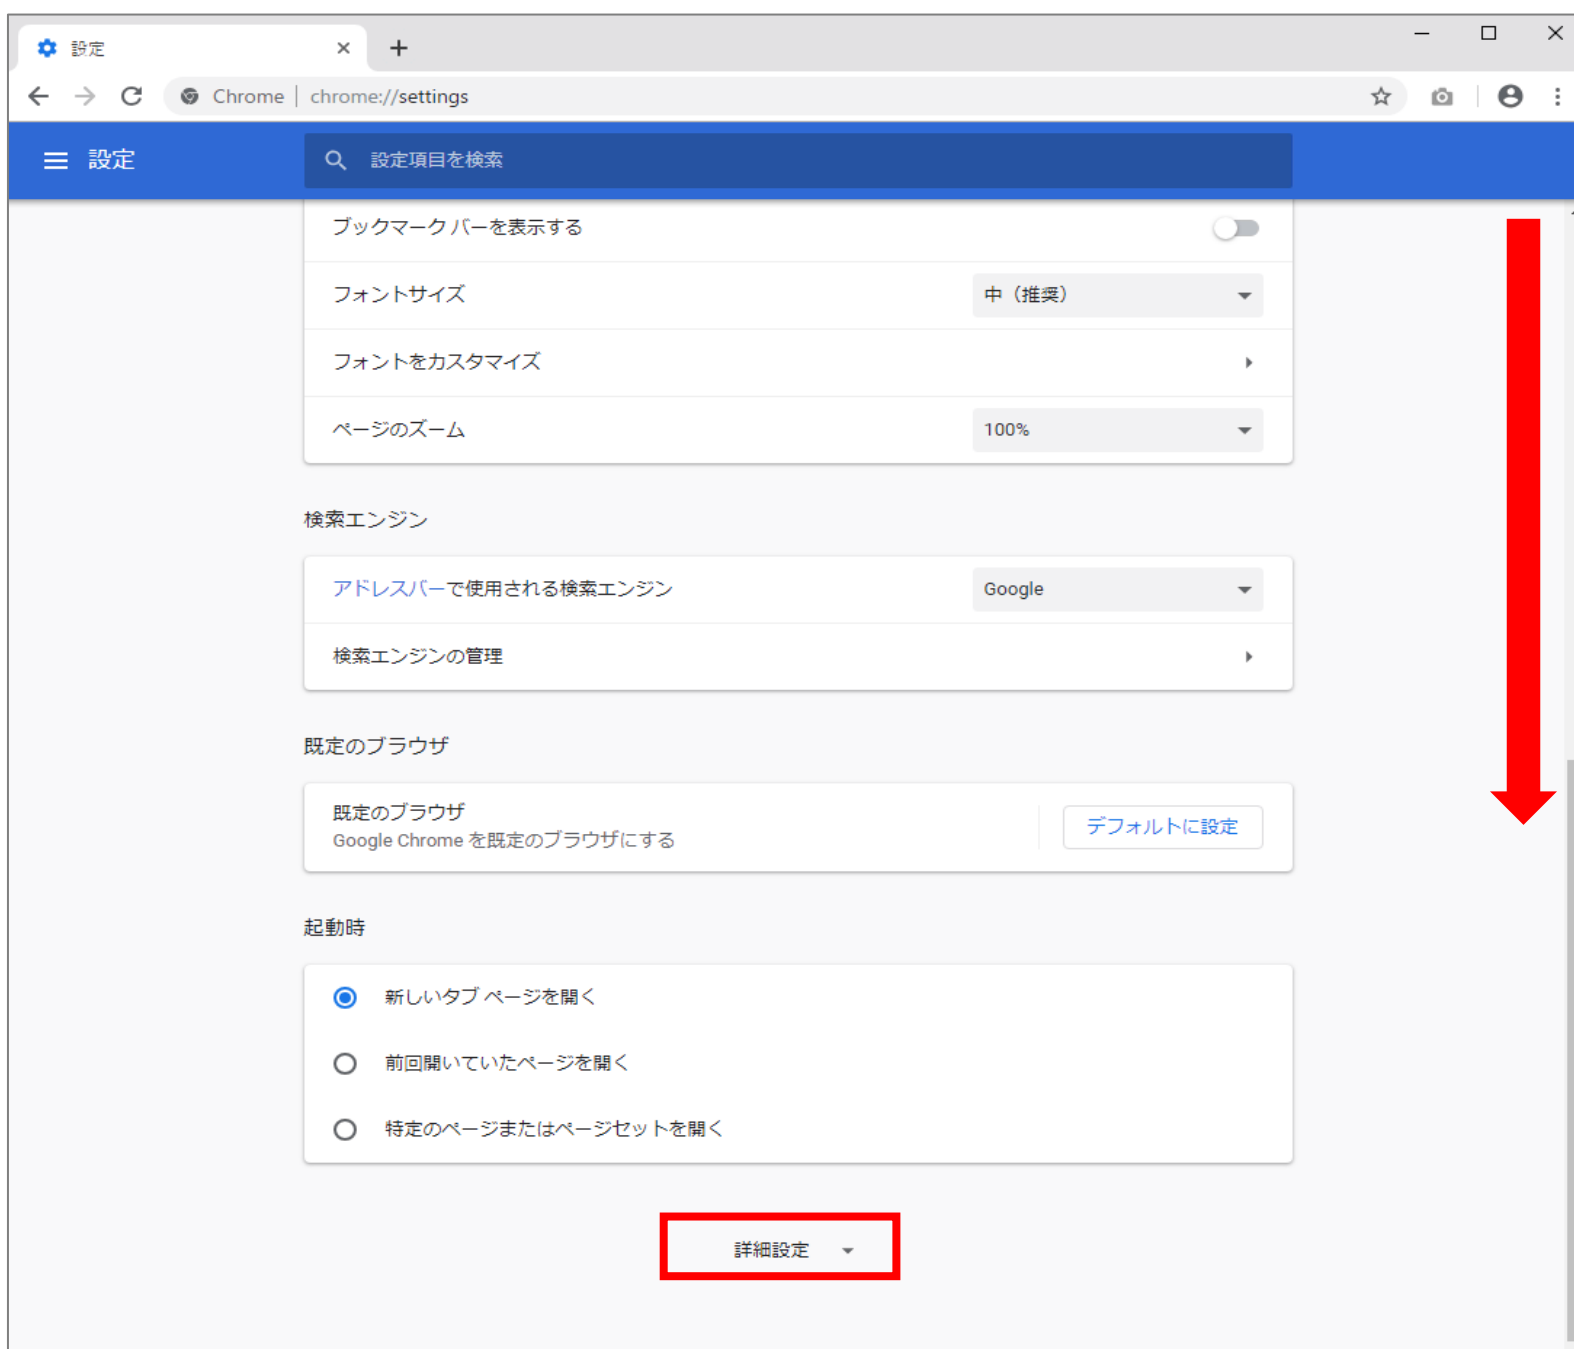 設定
Chrome | chrome://settings
設定
設定項目を検索
ブックマーク バーを表示する
フォントサイズ 中（推奨）
フォントをカスタマイズ
ページのズーム 100%
検索エンジン
アドレスバーで使用される検索エンジン Google
検索エンジンの管理
既定のブラウザ
既定のブラウザ
Google Chrome を既定のブラウザにする
デフォルトに設定
起動時
新しいタブ ページを開く
前回開いていたページを開く
特定のページまたはページセットを開く
詳細設定